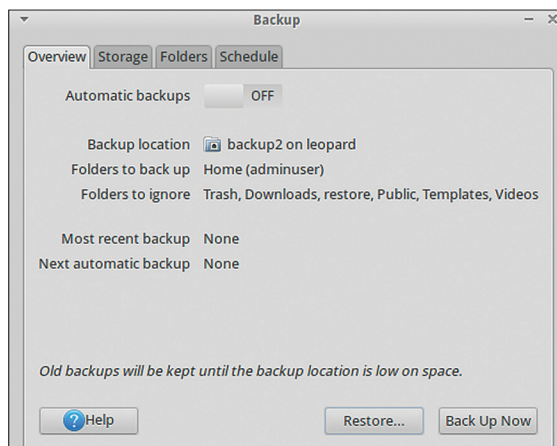 Backup
Overview Storage Folders Schedule
Automatic backups OFF
Backup location backup2 on leopard
Folders to back up Home (adminuser)
Folders to ignore Trash, Downloads, restore, Public, Templates, Videos
Most recent backup None
Next automatic backup None
Old backups will be kept until the backup location is low on space.
Help Restore... Back Up Now